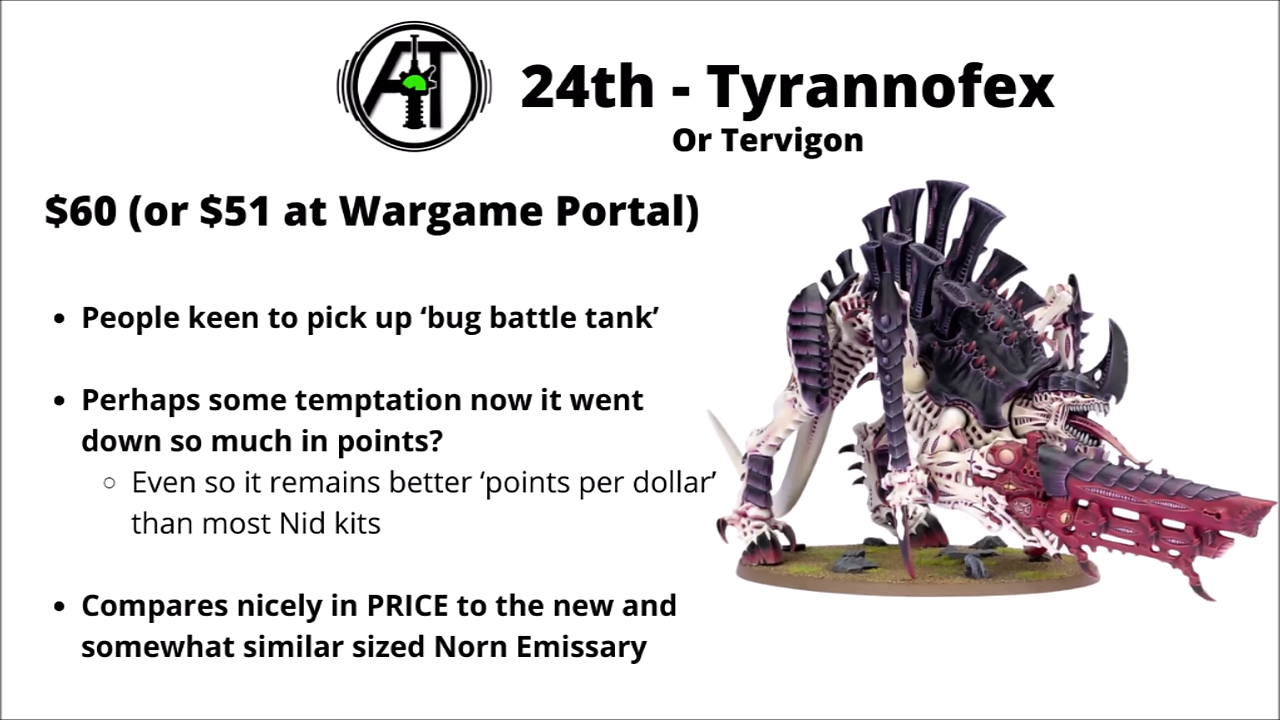 AT
24th - Tyrannofex
Or Tervigon
$60 (or $51 at Wargame Portal)
• People keen to pick up ‘bug battle tank’
• Perhaps some temptation now it went
down so much in points?
○ Even so it remains better ‘points per dollar’
than most Nid kits
• Compares nicely in PRICE to the new and
somewhat similar sized Norn Emissary